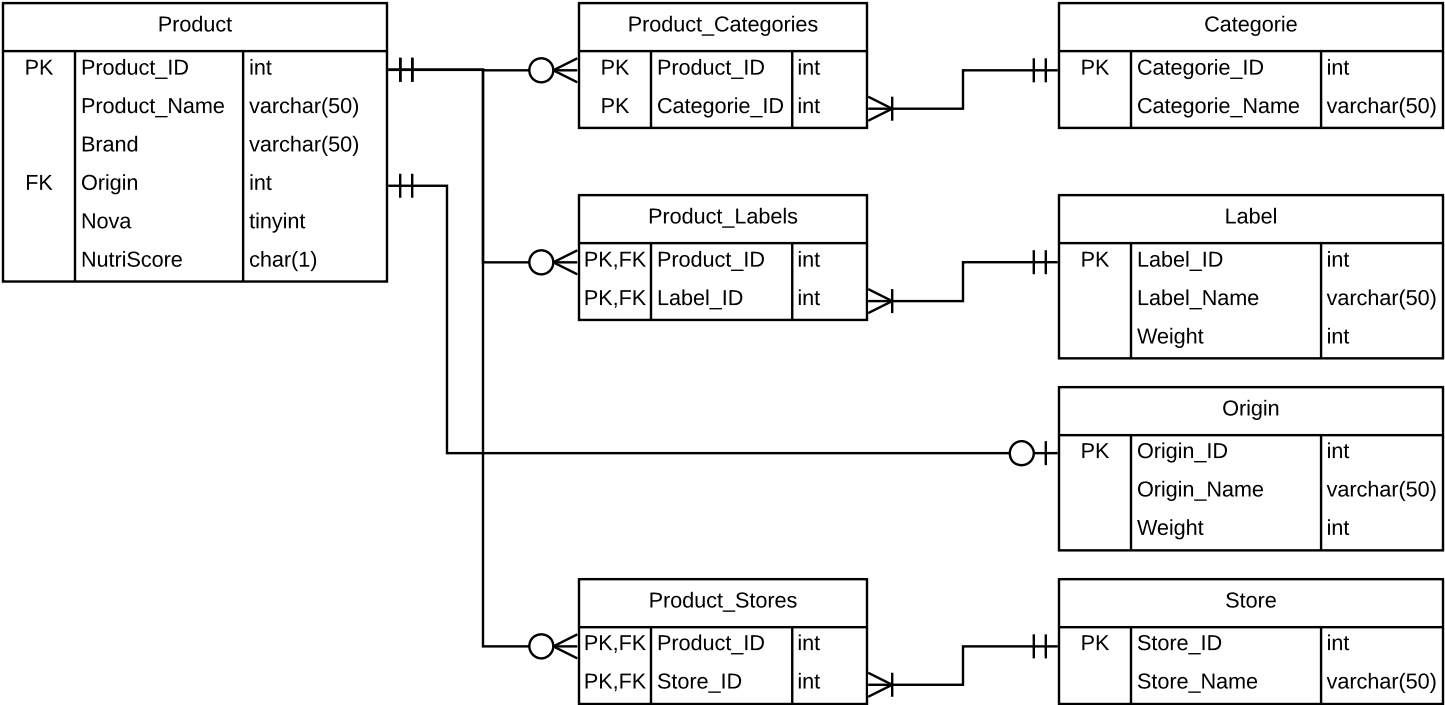 Product
PK Product_ID int
Product_Name varchar(50)
Brand varchar(50)
FK Origin int
Nova tinyint
NutriScore char(1)
Product_Categories
PK Product_ID int
PK Categorie_ID int
Categorie
PK Categorie_ID int
Categorie_Name varchar(50)
Product_Labels
PK,FK Product_ID int
PK,FK Label_ID int
Label
PK Label_ID int
Label_Name varchar(50)
Weight int
Origin
PK Origin_ID int
Origin_Name varchar(50)
Weight int
Product_Stores
PK,FK Product_ID int
PK,FK Store_ID int
Store
PK Store_ID int
Store_Name varchar(50)